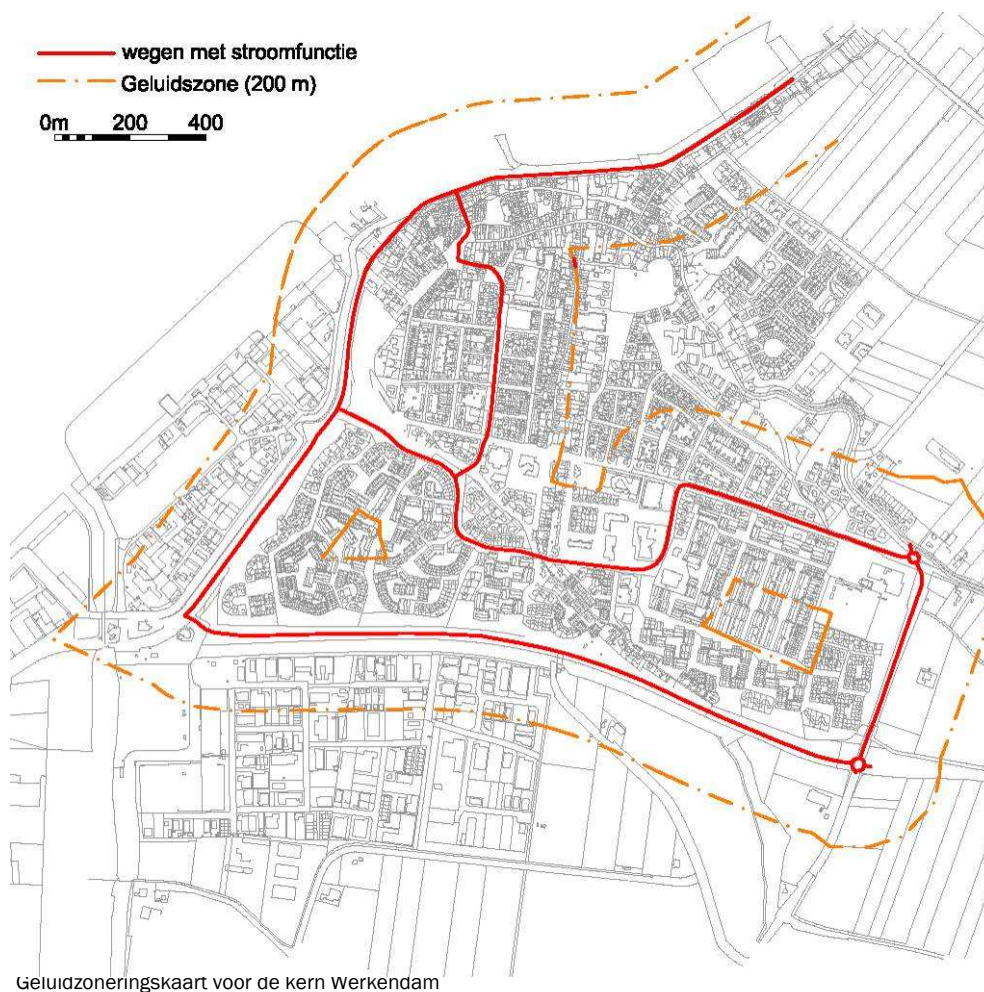 wegen met stroomfunctie
Geluidszone (200 m)
0m 200 400
Geluidzoneringskaart voor de kern Werkendam